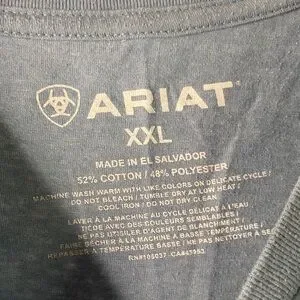 ARIAT
XXL
MADE IN EL SALVADOR
52% COTTON / 48% POLYESTER
MACHINE WASH WARM WITH LIKE COLORS ON DELICATE CYCLE /
DO NOT BLEACH / TUMBLE DRY AT LOW HEAT /
COOL IRON / DO NOT DRY CLEAN
LAVER À LA MACHINE AU CYCLE DÉLICAT À L'EAU
TIÈDE AVEC DES COULEURS SEMBLABLES /
NE PAS UTILISER D'AGENT DE BLANCHIMENT /
FAIRE SÉCHER À LA MACHINE À BASSE TEMPÉRATURE /
REPASSER À TEMPÉRATURE BASSE / NE PAS NETTOYER À SEC